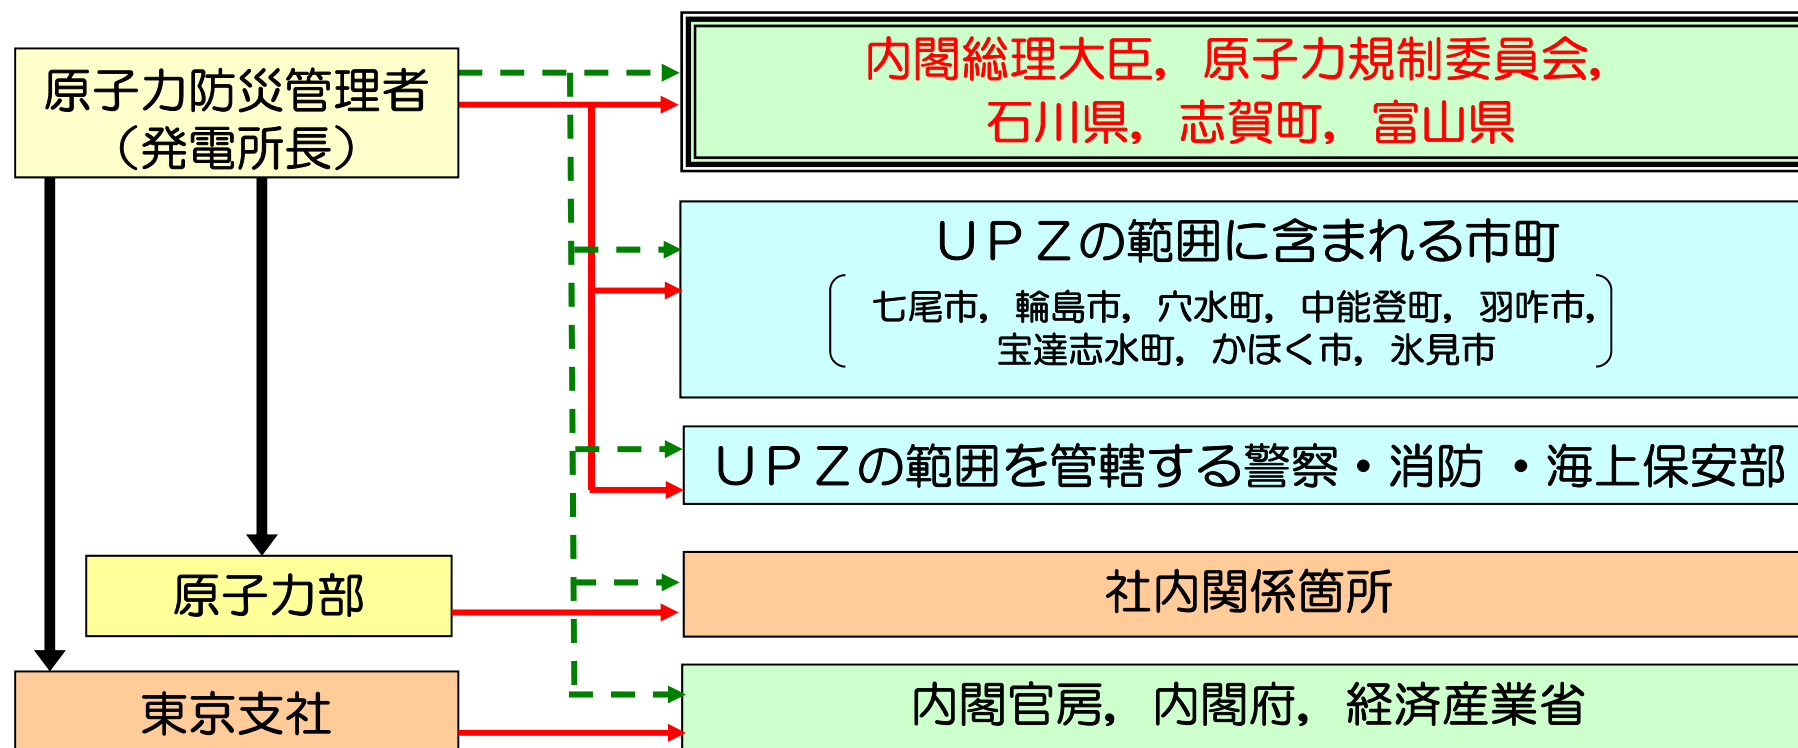 原子力防災管理者
（発電所長）
内閣総理大臣，原子力規制委員会，
石川県，志賀町，富山県
ＵＰＺの範囲に含まれる市町
七尾市，輪島市，穴水町，中能登町，羽咋市，
宝達志水町，かほく市，氷見市
ＵＰＺの範囲を管轄する警察・消防 ・海上保安部
原子力部
社内関係箇所
東京支社
内閣官房，内閣府，経済産業省